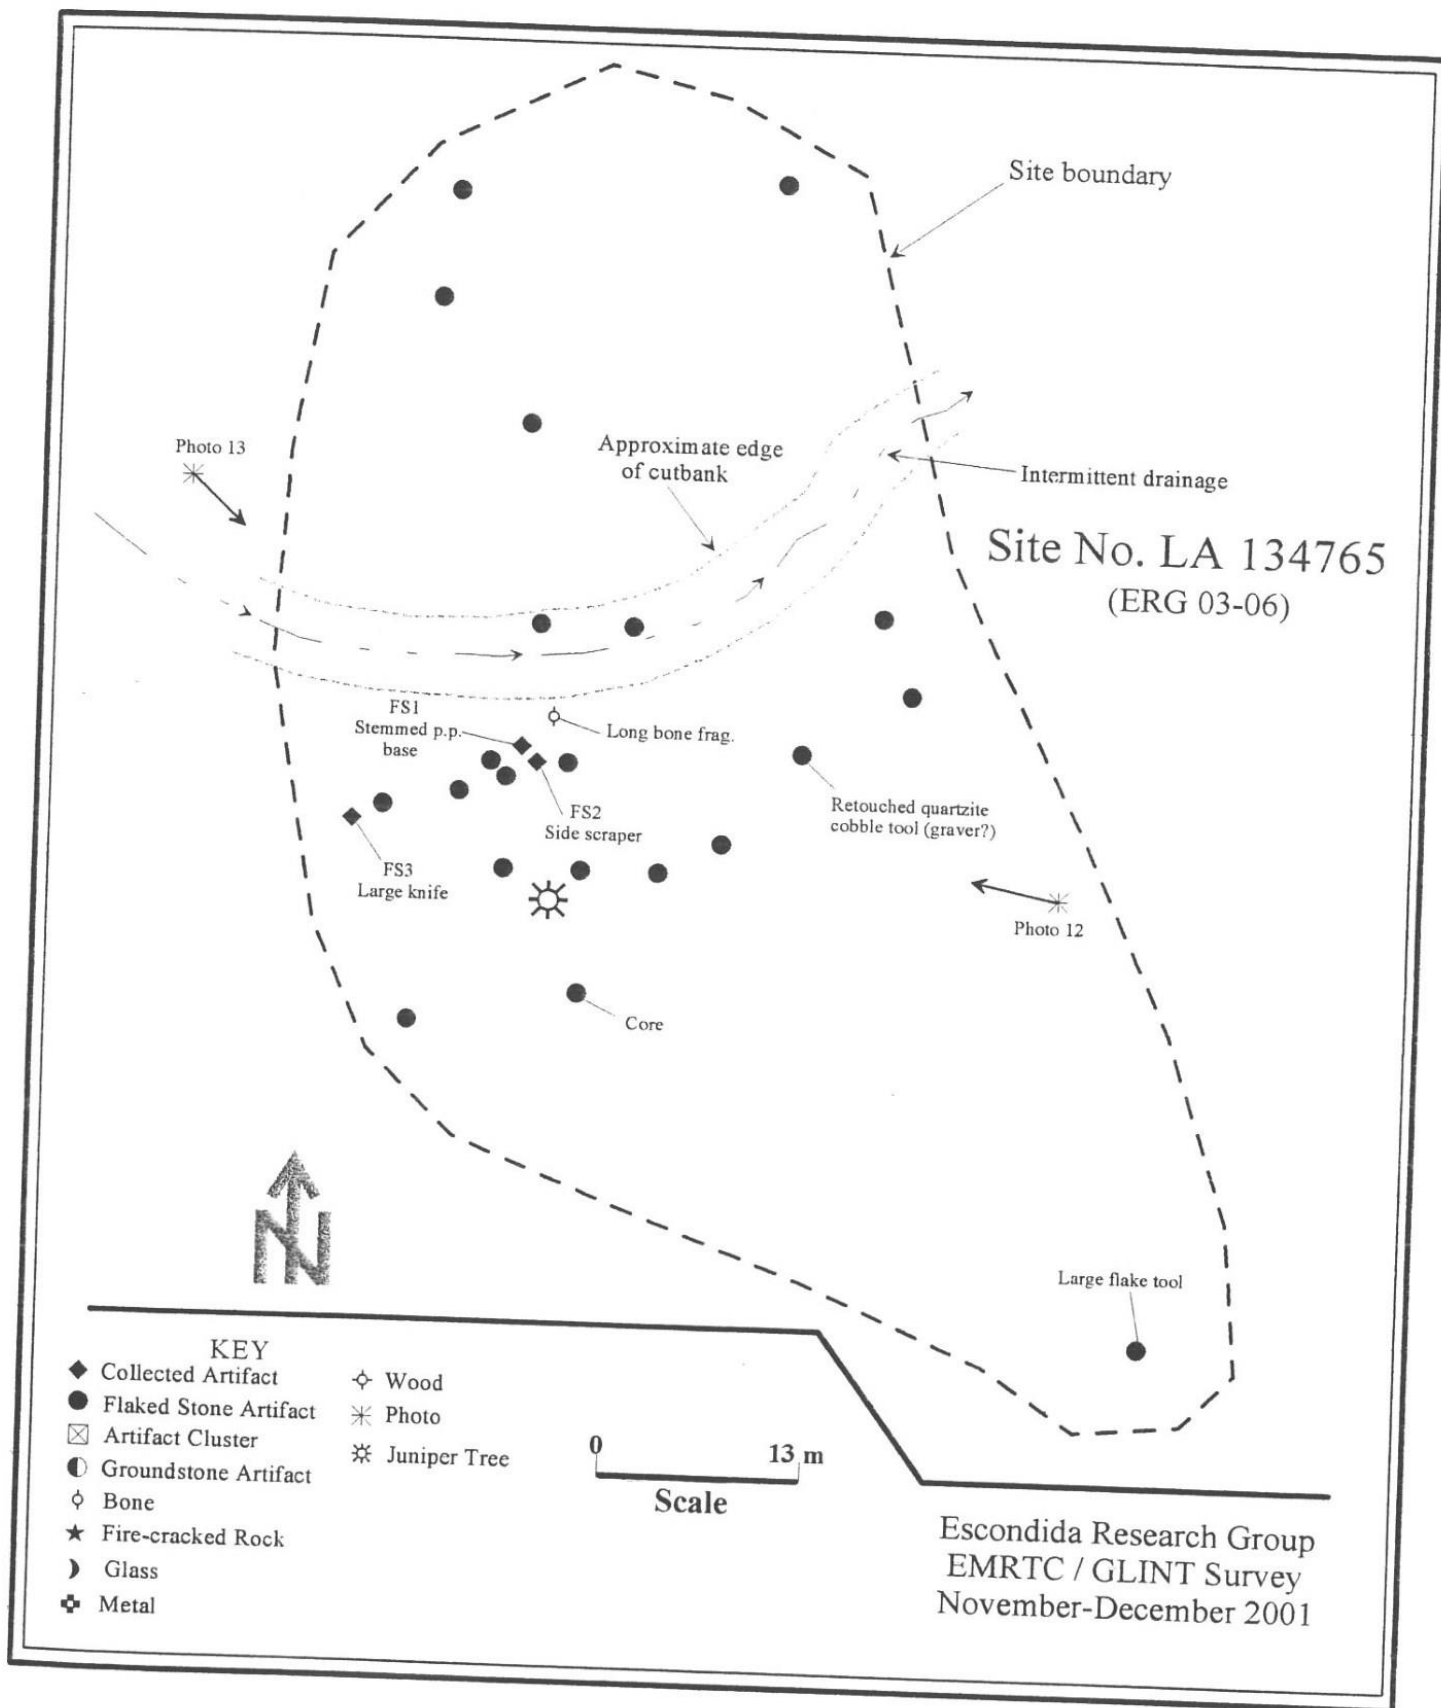 Site boundary
Photo 13
Approximate edge
of cutbank
Intermittent drainage
Site No. LA 134765
(ERG 03-06)
FS1
Stemmed p.p.
base
Long bone frag.
FS2
Side scraper
Retouched quartzite
cobble tool (graver?)
FS3
Large knife
Photo 12
Core
N
Large flake tool
KEY
Collected Artifact
Flaked Stone Artifact
Artifact Cluster
Groundstone Artifact
Bone
Fire-cracked Rock
Glass
Metal
Wood
Photo
Juniper Tree
0 13 m
Scale
Escondida Research Group
EMRTC / GLINT Survey
November-December 2001